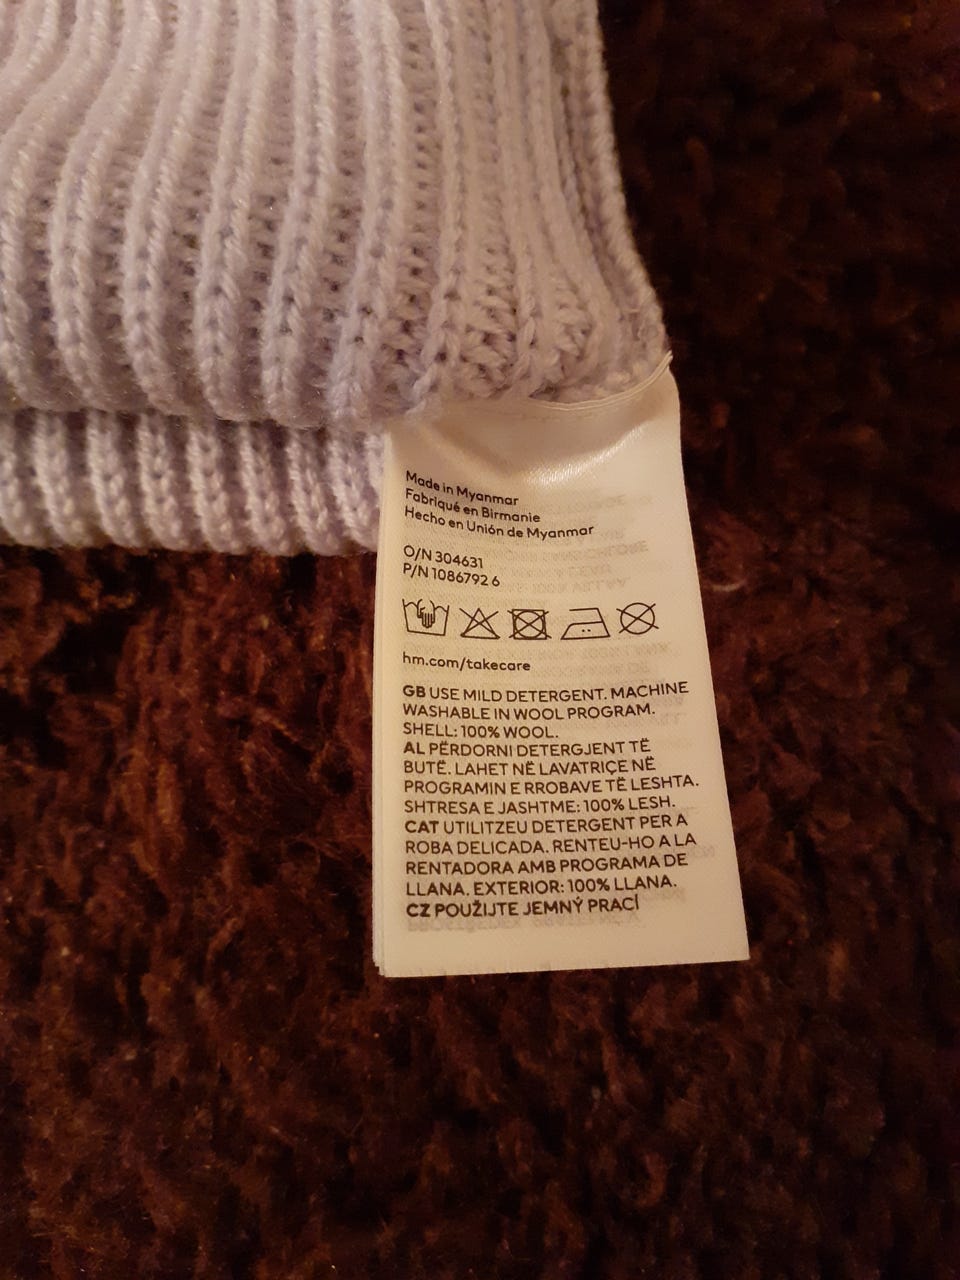 Made in Myanmar
Fabriqué en Birmanie
Hecho en Unión de Myanmar
O/N 304631
P/N 1086792 6
hm.com/takecare
GB USE MILD DETERGENT. MACHINE
WASHABLE IN WOOL PROGRAM.
SHELL: 100% WOOL.
AL PËRDORNI DETERGJENT TË
BUTË. LAHET NË LAVATRIÇE NË
PROGRAMIN E RROBAVE TË LESHTA.
SHTRESA E JASHTME: 100% LESH.
CAT UTILITZEU DETERGENT PER A
ROBA DELICADA. RENTEU-HO A LA
RENTADORA AMB PROGRAMA DE
LLANA. EXTERIOR: 100% LLANA.
CZ POUŽIJTE JEMNÝ PRACÍ